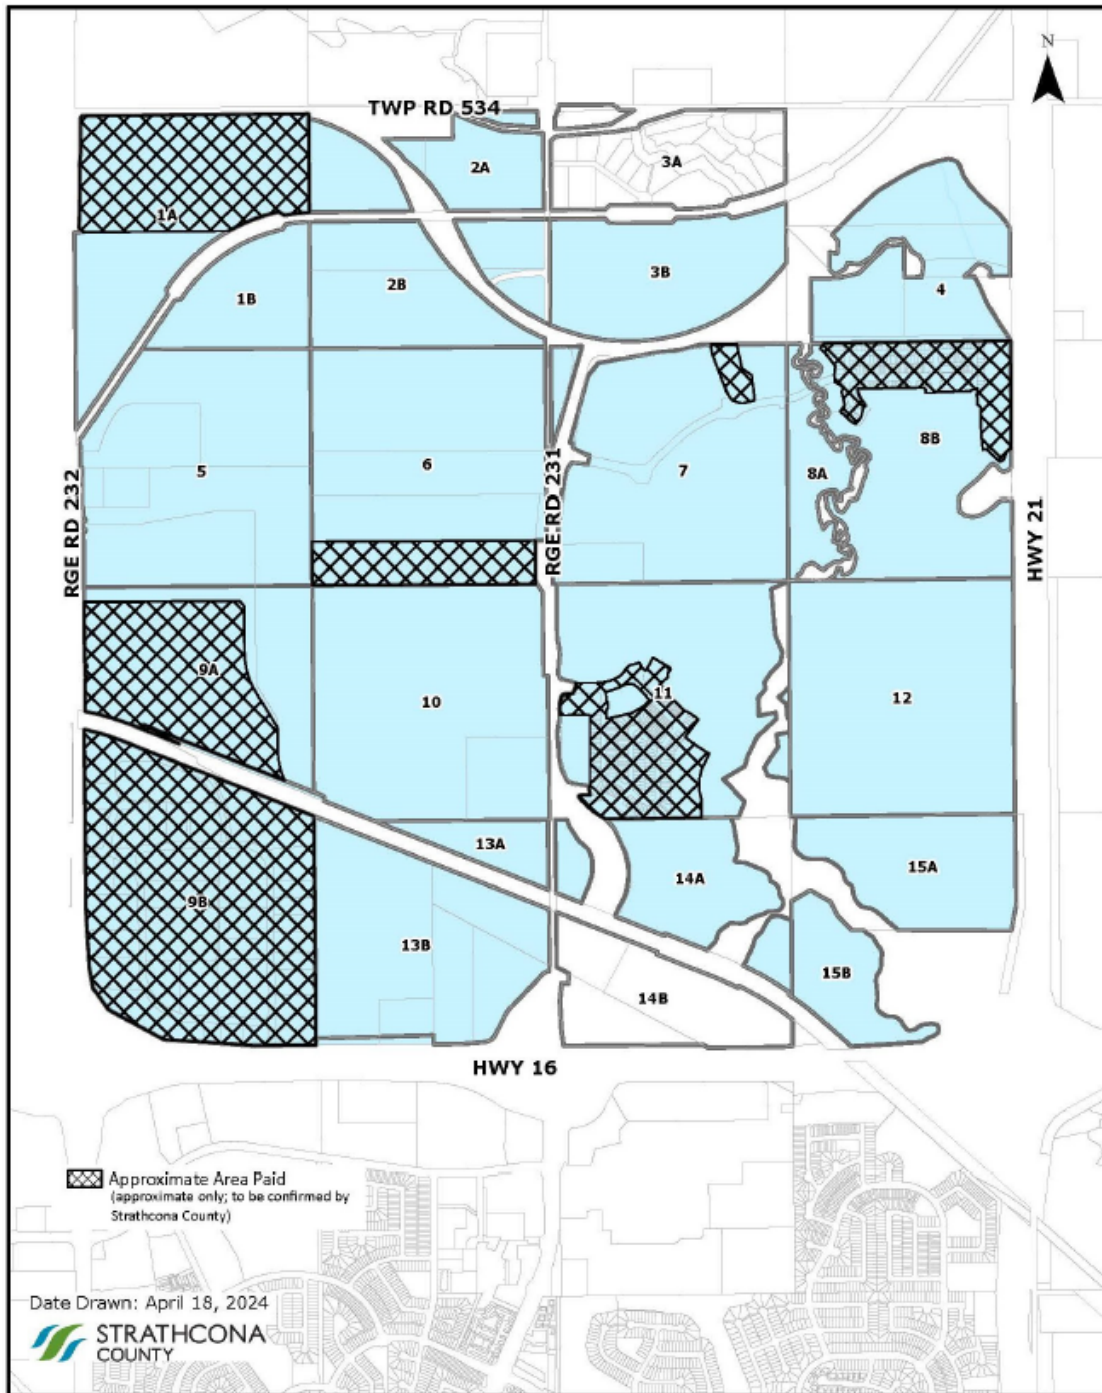 N
TWP RD 534
2A
3A
1A
3B
2B
4
1B
8B
5
6
7
8A
RGE RD 232
RGE RD 231
HWY 21
9A
11
10
12
13A
15A
14A
9B
13B
15B
14B
HWY 16
Approximate Area Paid
(approximate only; to be confirmed by
Strathcona County)
Date Drawn: April 18, 2024
STRATHCONA
COUNTY